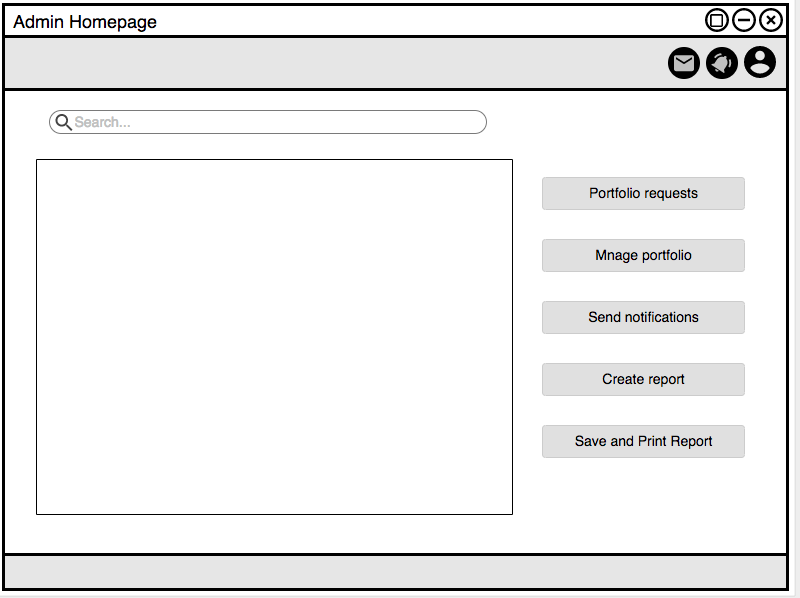 Admin Homepage
Search...
Portfolio requests
Mnage portfolio
Send notifications
Create report
Save and Print Report